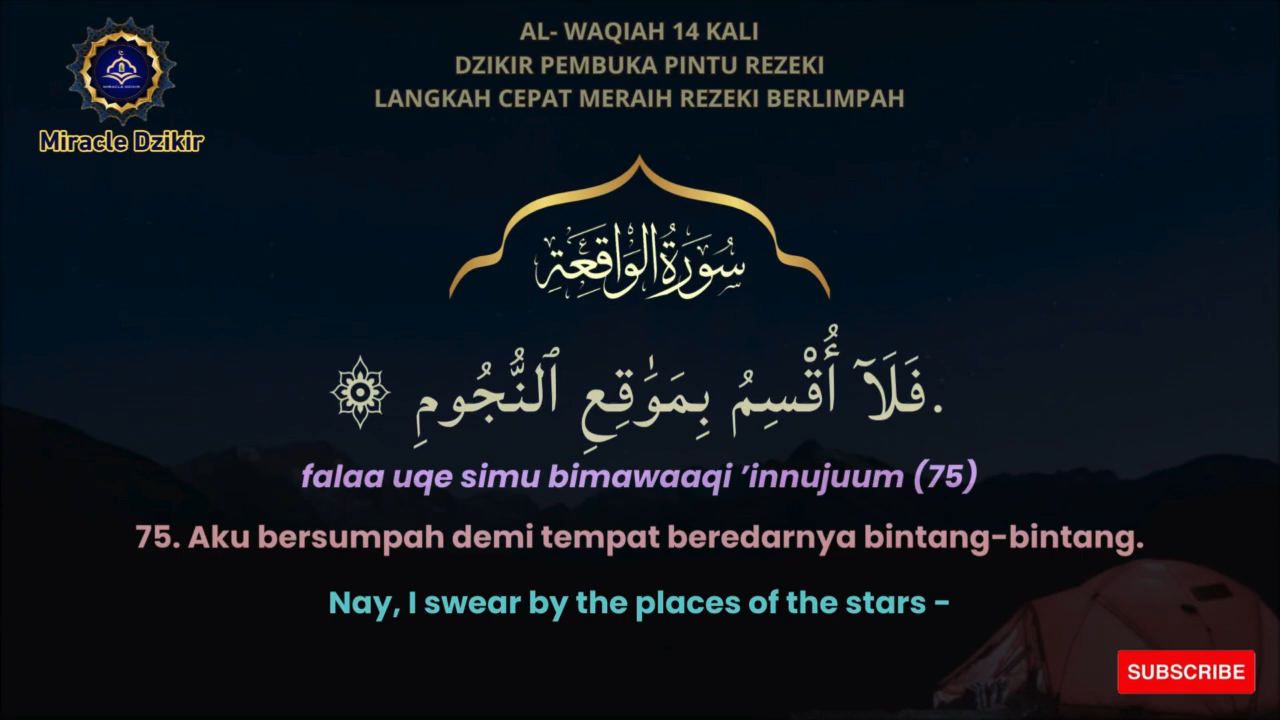 AL- WAQIAH 14 KALI
DZIKIR PEMBUKA PINTU REZEKI
LANGKAH CEPAT MERAIH REZEKI BERLIMPAH
Miracle Dzikir
سُورَةُ الوَاقِعَةِ
فَلَآ أُقْسِمُ بِمَوَٰقِعِ ٱلنُّجُومِ.
falaa uqe simu bimawaaqi ’innujuum (75)
75. Aku bersumpah demi tempat beredarnya bintang-bintang.
Nay, I swear by the places of the stars -
SUBSCRIBE